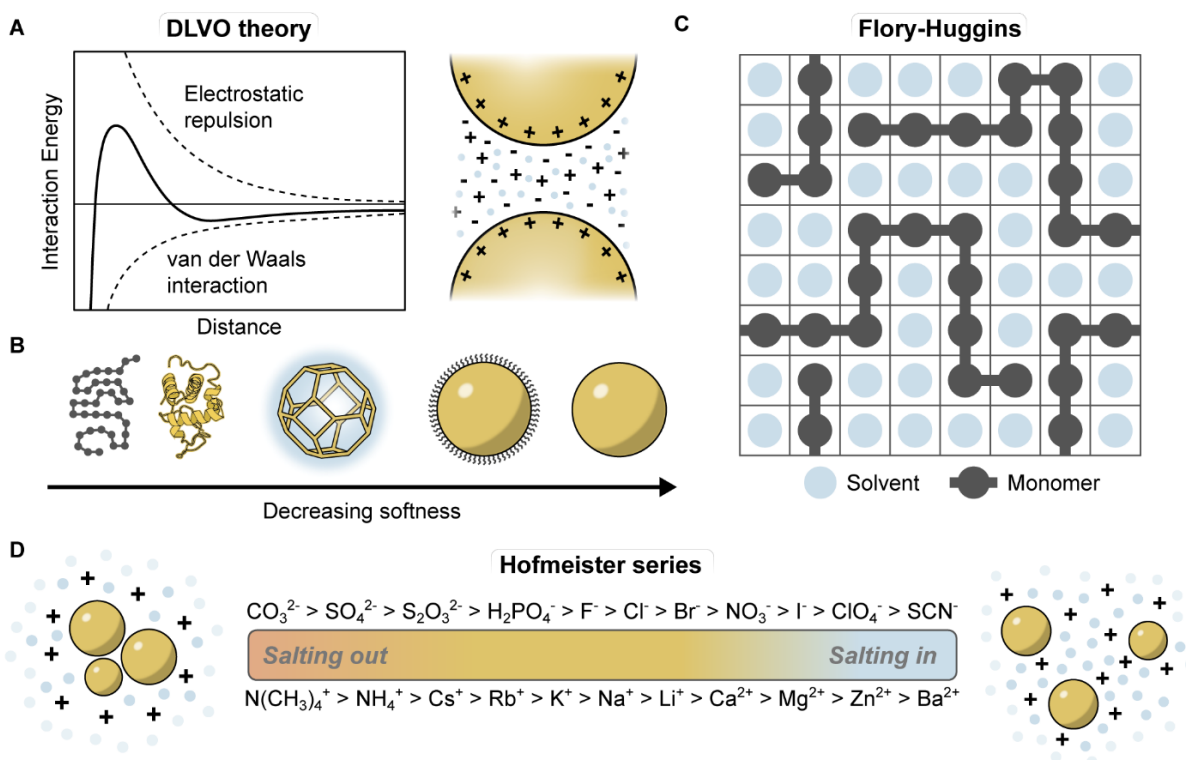 A
DLVO theory
Interaction Energy
Electrostatic
repulsion
van der Waals
interaction
Distance
B
Decreasing softness
C
Flory-Huggins
Solvent
Monomer
D
Hofmeister series
CO₃²⁻ > SO₄²⁻ > S₂O₃²⁻ > H₂PO₄⁻ > F⁻ > Cl⁻ > Br⁻ > NO₃⁻ > I⁻ > ClO₄⁻ > SCN⁻
Salting out
Salting in
N(CH₃)₄⁺ > NH₄⁺ > Cs⁺ > Rb⁺ > K⁺ > Na⁺ > Li⁺ > Ca²⁺ > Mg²⁺ > Zn²⁺ > Ba²⁺